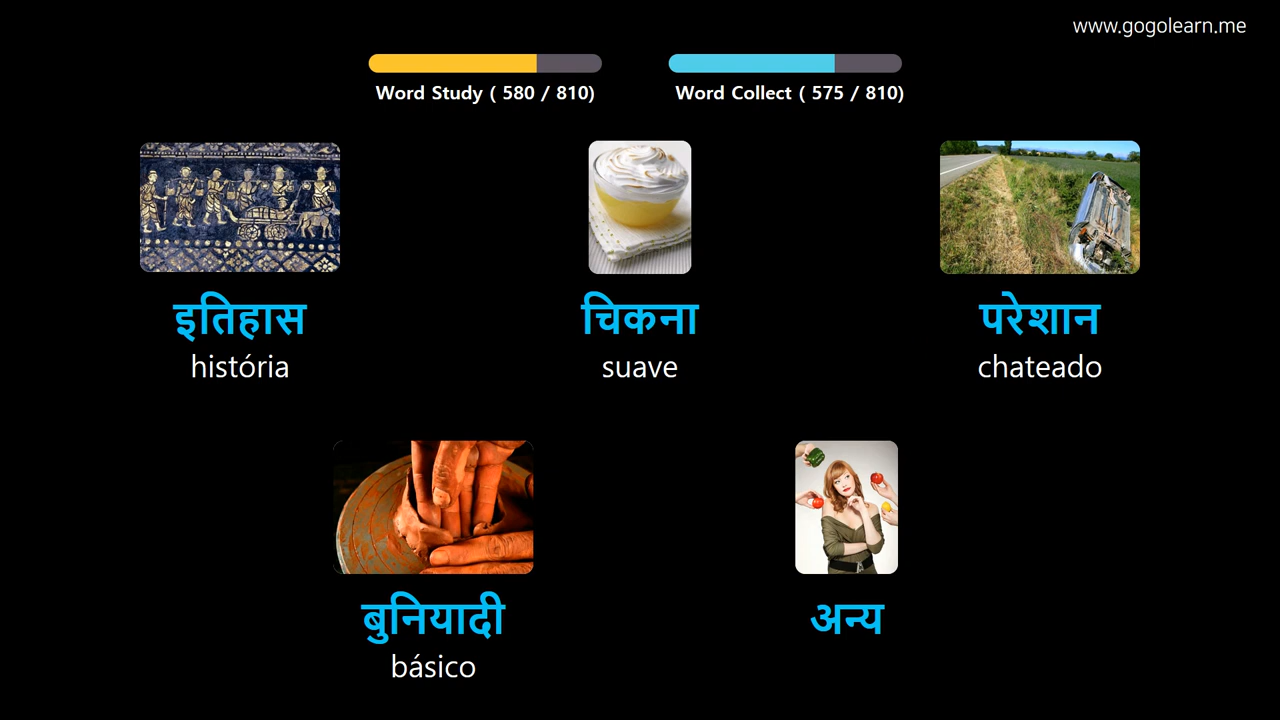 www.gogolearn.me
Word Study ( 580 / 810)
Word Collect ( 575 / 810)
इतिहास
história
चिकना
suave
परेशान
chateado
बुनियादी
básico
अन्य